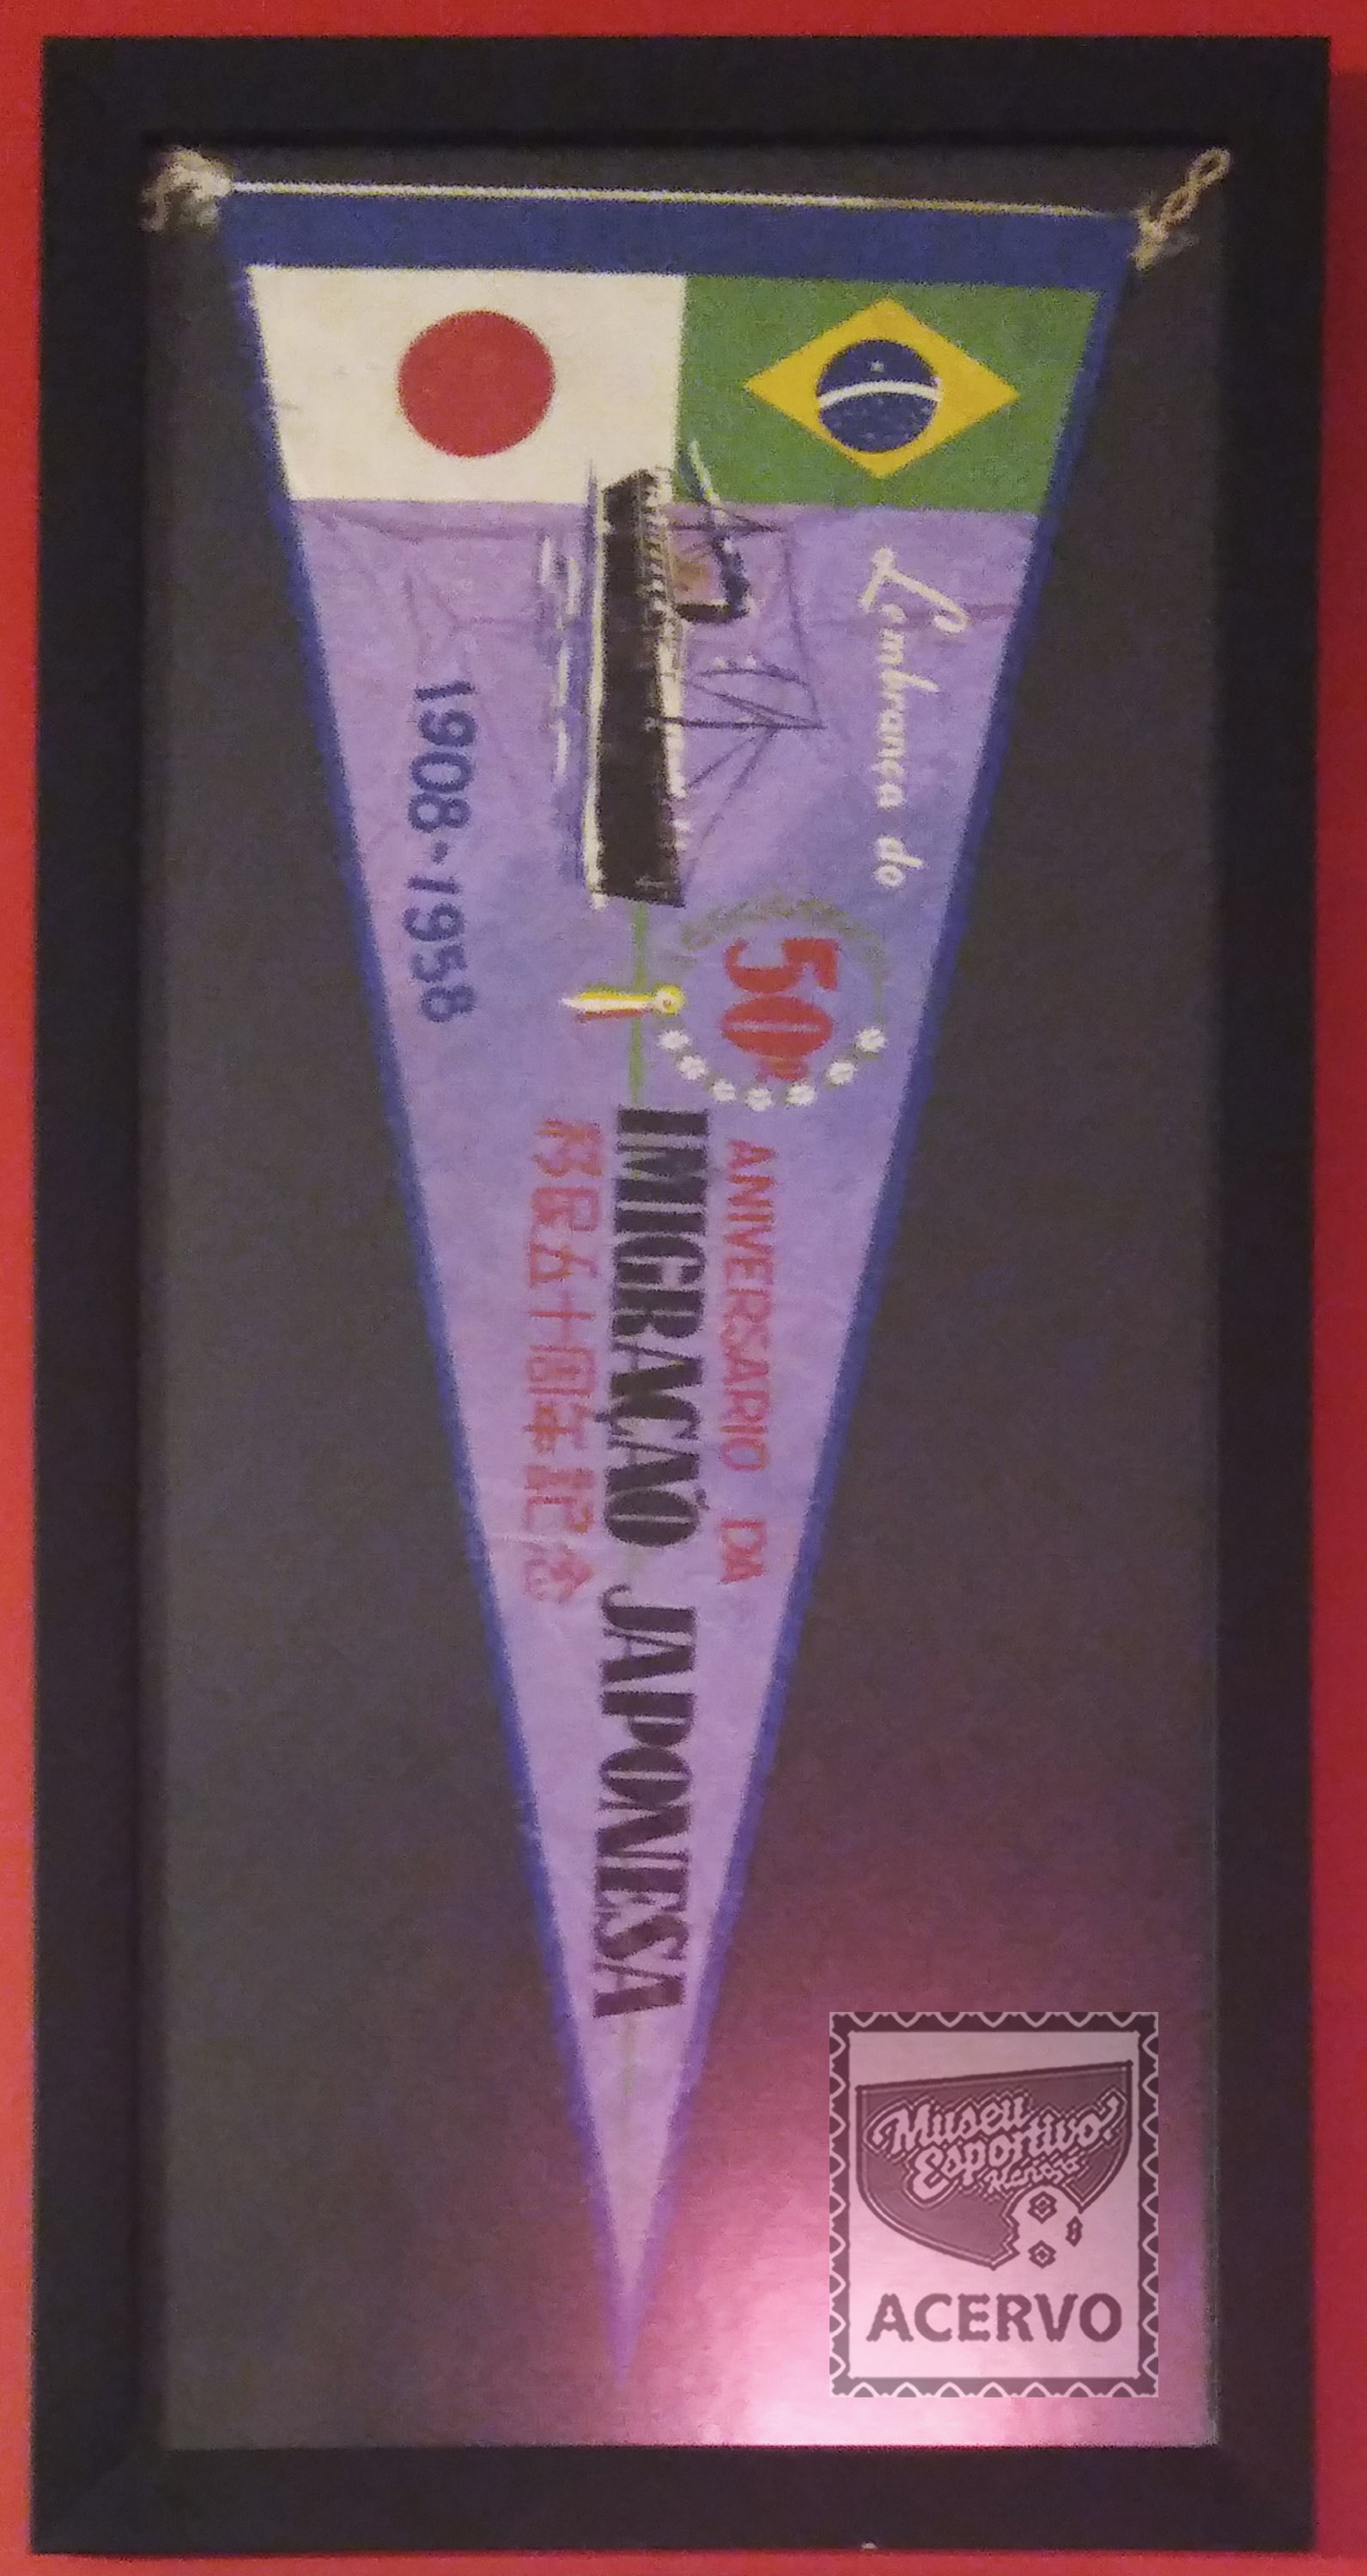 Lembrança do
50º
ANIVERSARIO DA
IMIGRAÇÃO JAPONESA
移民五十周年記念
1908-1958
Museu
Esportivo
ACERVO